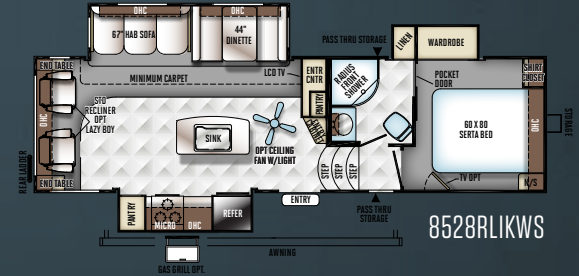 OHC
67" HAB SOFA
OHC
44"
DINETTE
PASS THRU STORAGE
LINEN
WARDROBE
END TABLE
MINIMUM CARPET
LCD TV
ENTR
CNTR
RADIUS
FRONT
SHOWER
POCKET
DOOR
SHIRT
CLOSET
STD
RECLINER
OPT
LAZY BOY
OHC
PANTRY
SINK
OPT CEILING
FAN W/LIGHT
60 X 80
SERTA BED
OHC
STORAGE
STEP
STEP
STEP
REAR LADDER
END TABLE
TV OPT
N/S
PANTRY
MICRO
OHC
REFER
ENTRY
PASS THRU
STORAGE
8528RLIKWS
AWNING
GAS GRILL OPT.